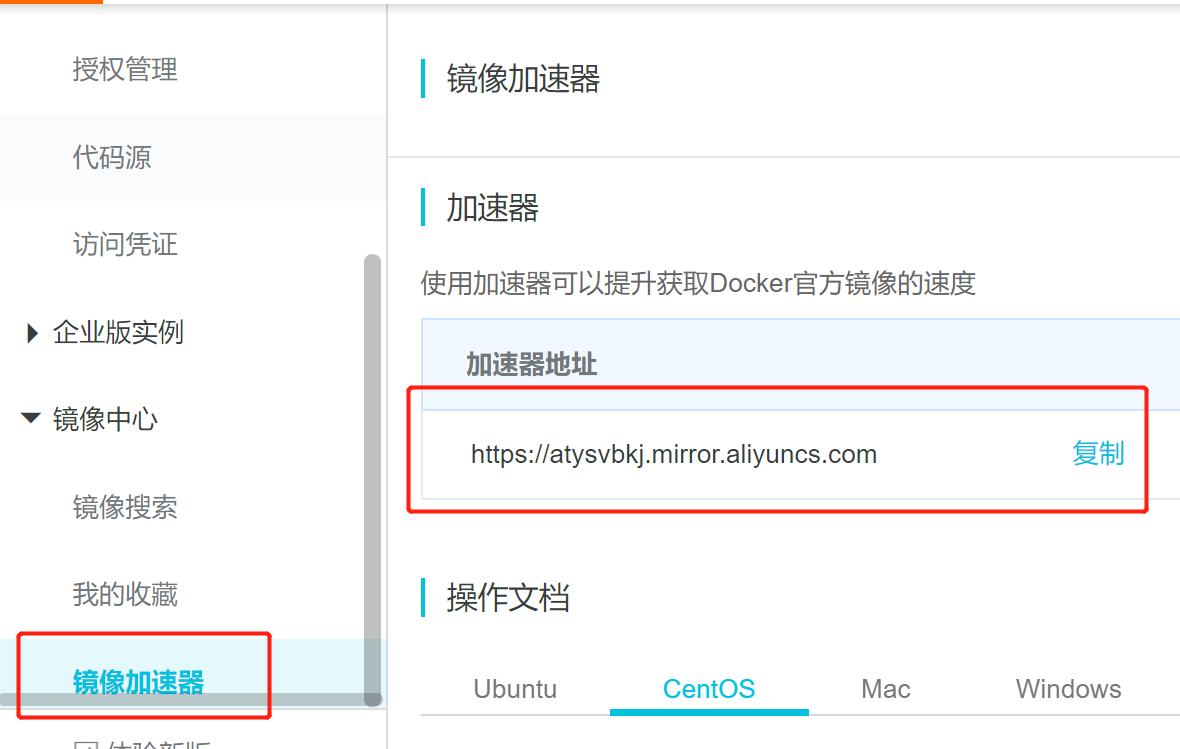 授权管理
代码源
访问凭证
企业版实例
镜像中心
镜像搜索
我的收藏
镜像加速器
体验新版
镜像加速器
加速器
使用加速器可以提升获取Docker官方镜像的速度
加速器地址
https://atysvbkj.mirror.aliyuncs.com 复制
操作文档
Ubuntu CentOS Mac Windows